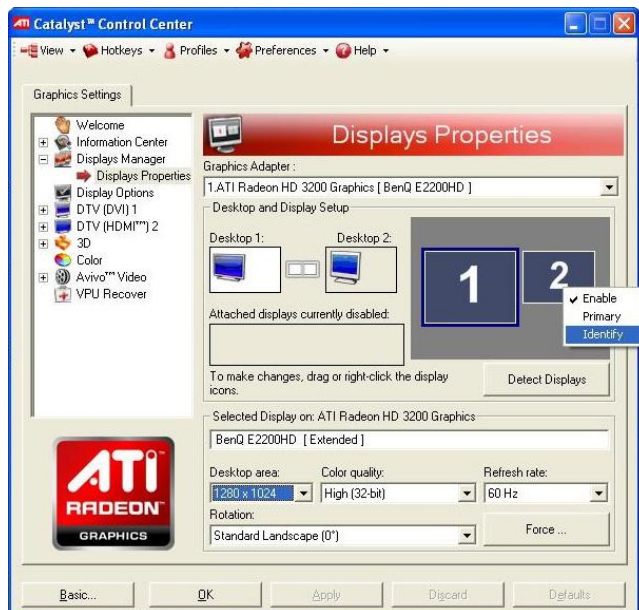 ATI Catalyst™ Control Center
View Hotkeys Profiles Preferences Help
Graphics Settings
Welcome
Information Center
Displays Manager
Displays Properties
Display Options
DTV (DVI) 1
DTV (HDMI™) 2
3D
Color
Avivo™ Video
VPU Recover
ATI
RADEON
GRAPHICS
Displays Properties
Graphics Adapter :
1.ATI Radeon HD 3200 Graphics [ BenQ E2200HD ]
Desktop and Display Setup
Desktop 1: Desktop 2:
1 2
Enable
Primary
Identify
Attached displays currently disabled:
To make changes, drag or right-click the display
icons.
Detect Displays
Selected Display on: ATI Radeon HD 3200 Graphics
BenQ E2200HD [ Extended ]
Desktop area: Color quality: Refresh rate:
1280 x 1024 High (32-bit) 60 Hz
Rotation:
Standard Landscape (0°)
Force ...
Basic... OK Apply Discard Defaults